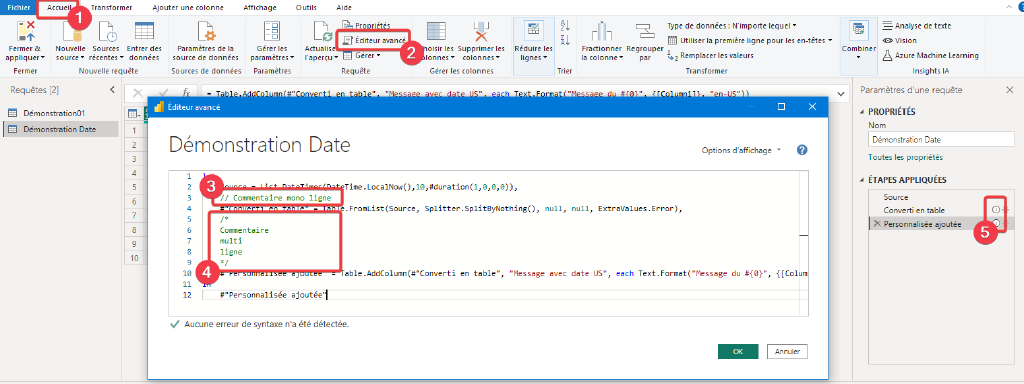 Fichier Accueil Transformer Ajouter une colonne Affichage Outils Aide
1
Fermer & appliquer
Fermer
Nouvelle source
Sources récentes
Entrer des données
Nouvelle requête
Paramètres de la source de données
Sources de données
Gérer les paramètres
Paramètres
Actualiser l'aperçu
Propriétés
Éditeur avancé
Gérer
Requête
2
Choisir les colonnes
Supprimer les colonnes
Gérer les colonnes
Réduire les lignes
Trier
Fractionner la colonne
Regrouper par
Type de données : N'importe lequel
Utiliser la première ligne pour les en-têtes
Remplacer les valeurs
Transformer
Combiner
Analyse de texte
Vision
Azure Machine Learning
Insights IA
Requêtes [2]
Démonstration01
Démonstration Date
= Table.AddColumn(#"Converti en table", "Message avec date US", each Text.Format("Message du #{0}", {[Column1]}, "en-US"))
1
2
3
4
5
6
7
8
9
10
Éditeur avancé
Démonstration Date
Options d'affichage
1
2 Source = List.DateTimes(DateTime.LocalNow(),10,#duration(1,0,0,0)),
3 // Commentaire mono ligne
4 #"Converti en table" = Table.FromList(Source, Splitter.SplitByNothing(), null, null, ExtraValues.Error),
5 /*
6 Commentaire
7 multi
8 ligne
9 */
10 #"Personnalisée ajoutée" = Table.AddColumn(#"Converti en table", "Message avec date US", each Text.Format("Message du #{0}", {[Colum
11 in
12 #"Personnalisée ajoutée"
3
4
Aucune erreur de syntaxe n'a été détectée.
OK
Annuler
Paramètres d'une requête
PROPRIÉTÉS
Nom
Démonstration Date
Toutes les propriétés
ÉTAPES APPLIQUÉES
Source
Converti en table
Personnalisée ajoutée
5